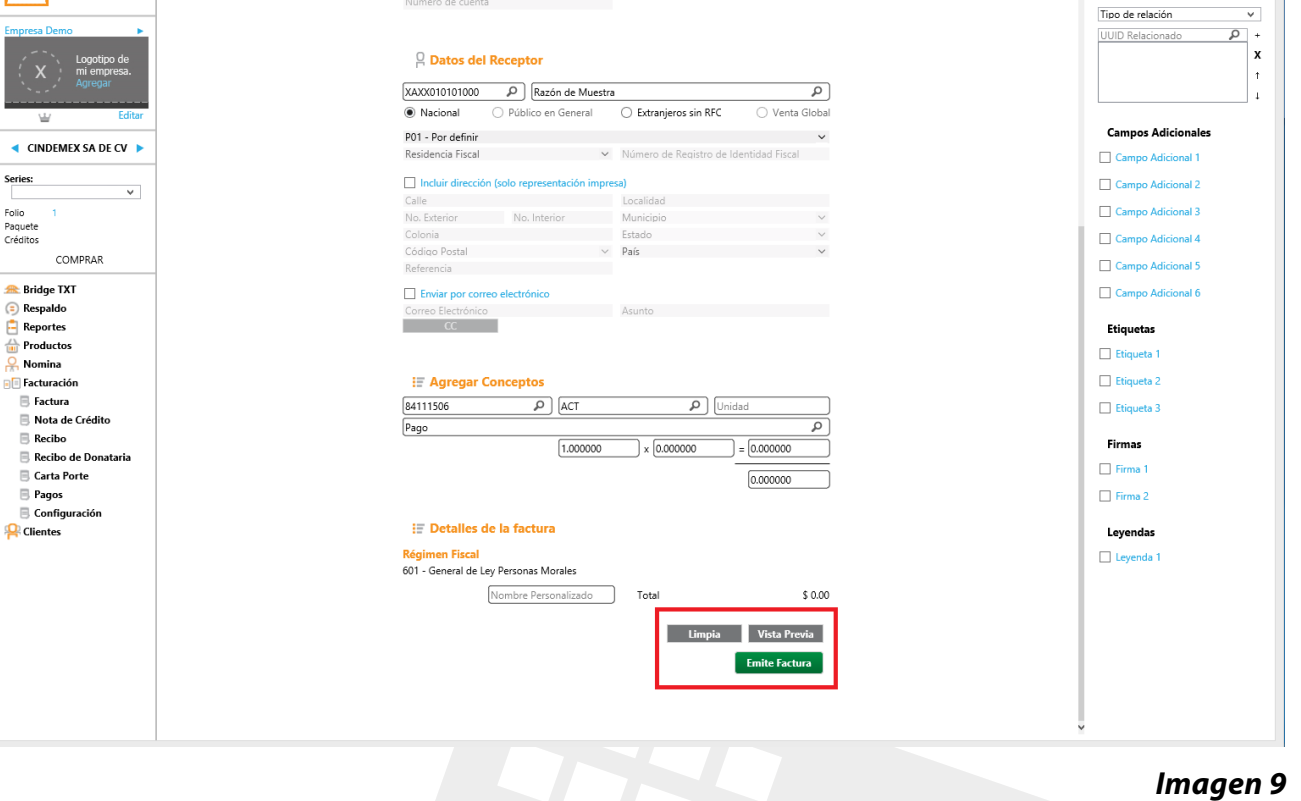 Número de cuenta
Empresa Demo
X
Logotipo de
mi empresa.
Agregar
Editar
CINDEMEX SA DE CV
Series:
Folio 1
Paquete
Créditos
COMPRAR
Bridge TXT
Respaldo
Reportes
Productos
Nomina
Facturación
Factura
Nota de Crédito
Recibo
Recibo de Donataria
Carta Porte
Pagos
Configuración
Clientes
Datos del Receptor
XAXX010101000 Razón de Muestra
Nacional Público en General Extranjeros sin RFC Venta Global
P01 - Por definir
Residencia Fiscal Número de Registro de Identidad Fiscal
Incluir dirección (solo representación impresa)
Calle Localidad
No. Exterior No. Interior Municipio
Colonia Estado
Código Postal País
Referencia
Enviar por correo electrónico
Correo Electrónico Asunto
CC
Agregar Conceptos
84111506 ACT Unidad
Pago
1.000000 x 0.000000 = 0.000000
0.000000
Detalles de la factura
Régimen Fiscal
601 - General de Ley Personas Morales
Nombre Personalizado Total $ 0.00
Limpia Vista Previa
Emite Factura
Tipo de relación
UUID Relacionado +
X
↑
↓
Campos Adicionales
Campo Adicional 1
Campo Adicional 2
Campo Adicional 3
Campo Adicional 4
Campo Adicional 5
Campo Adicional 6
Etiquetas
Etiqueta 1
Etiqueta 2
Etiqueta 3
Firmas
Firma 1
Firma 2
Leyendas
Leyenda 1
Imagen 9